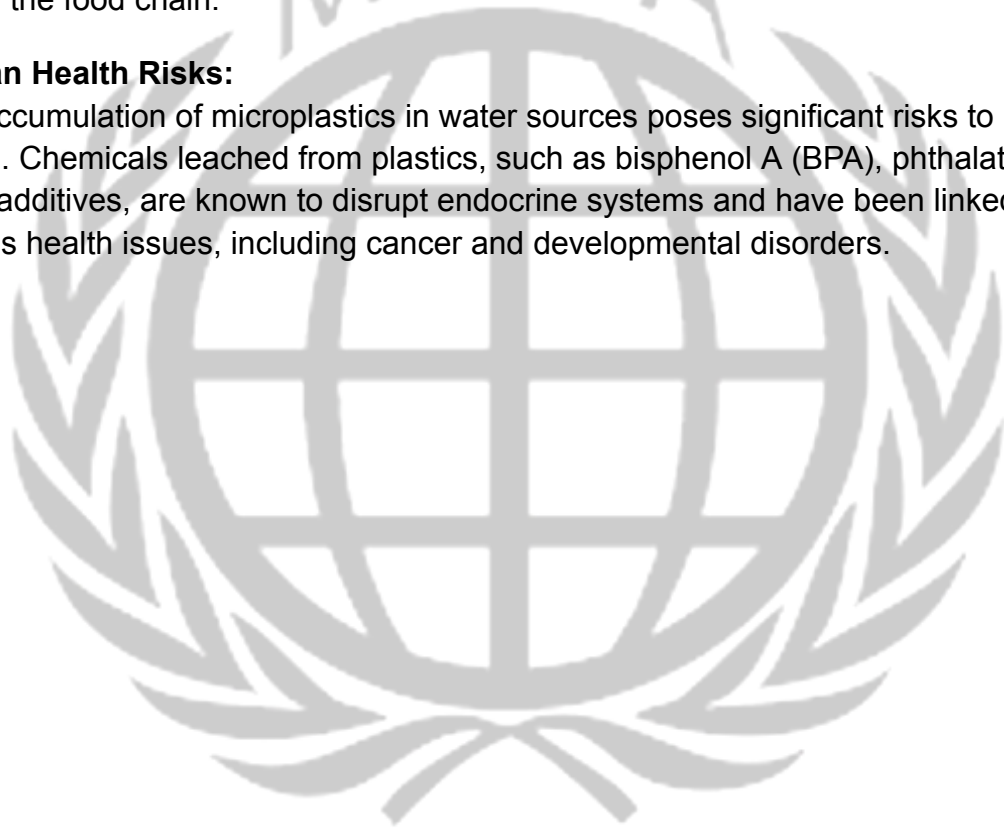 the food chain.
an Health Risks:
ccumulation of microplastics in water sources poses significant risks to
. Chemicals leached from plastics, such as bisphenol A (BPA), phthalat
additives, are known to disrupt endocrine systems and have been linked
s health issues, including cancer and developmental disorders.